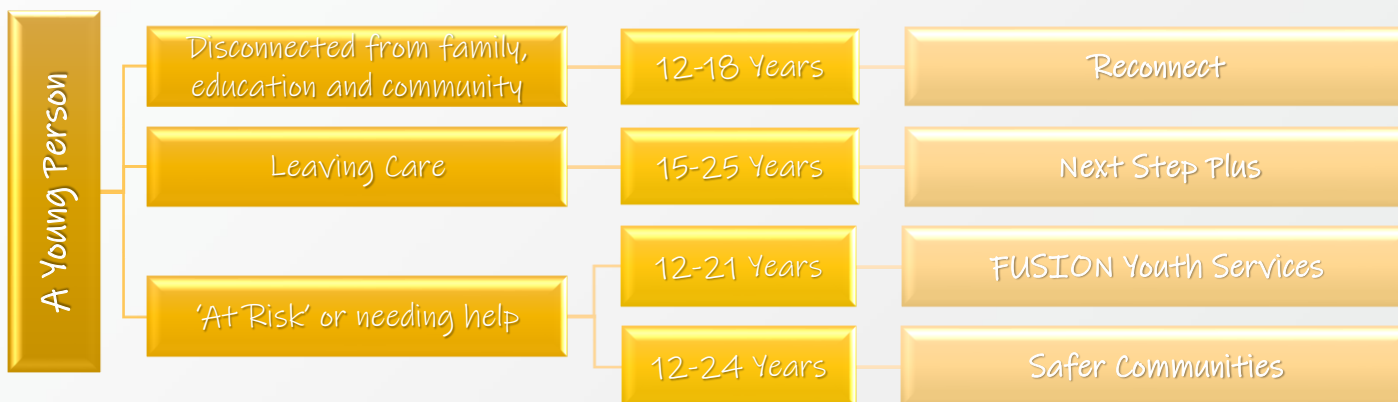 A Young Person
Disconnected from family,
education and community
12-18 Years
Reconnect
Leaving Care
15-25 Years
Next Step Plus
'At Risk' or needing help
12-21 Years
FUSION Youth Services
12-24 Years
Safer Communities